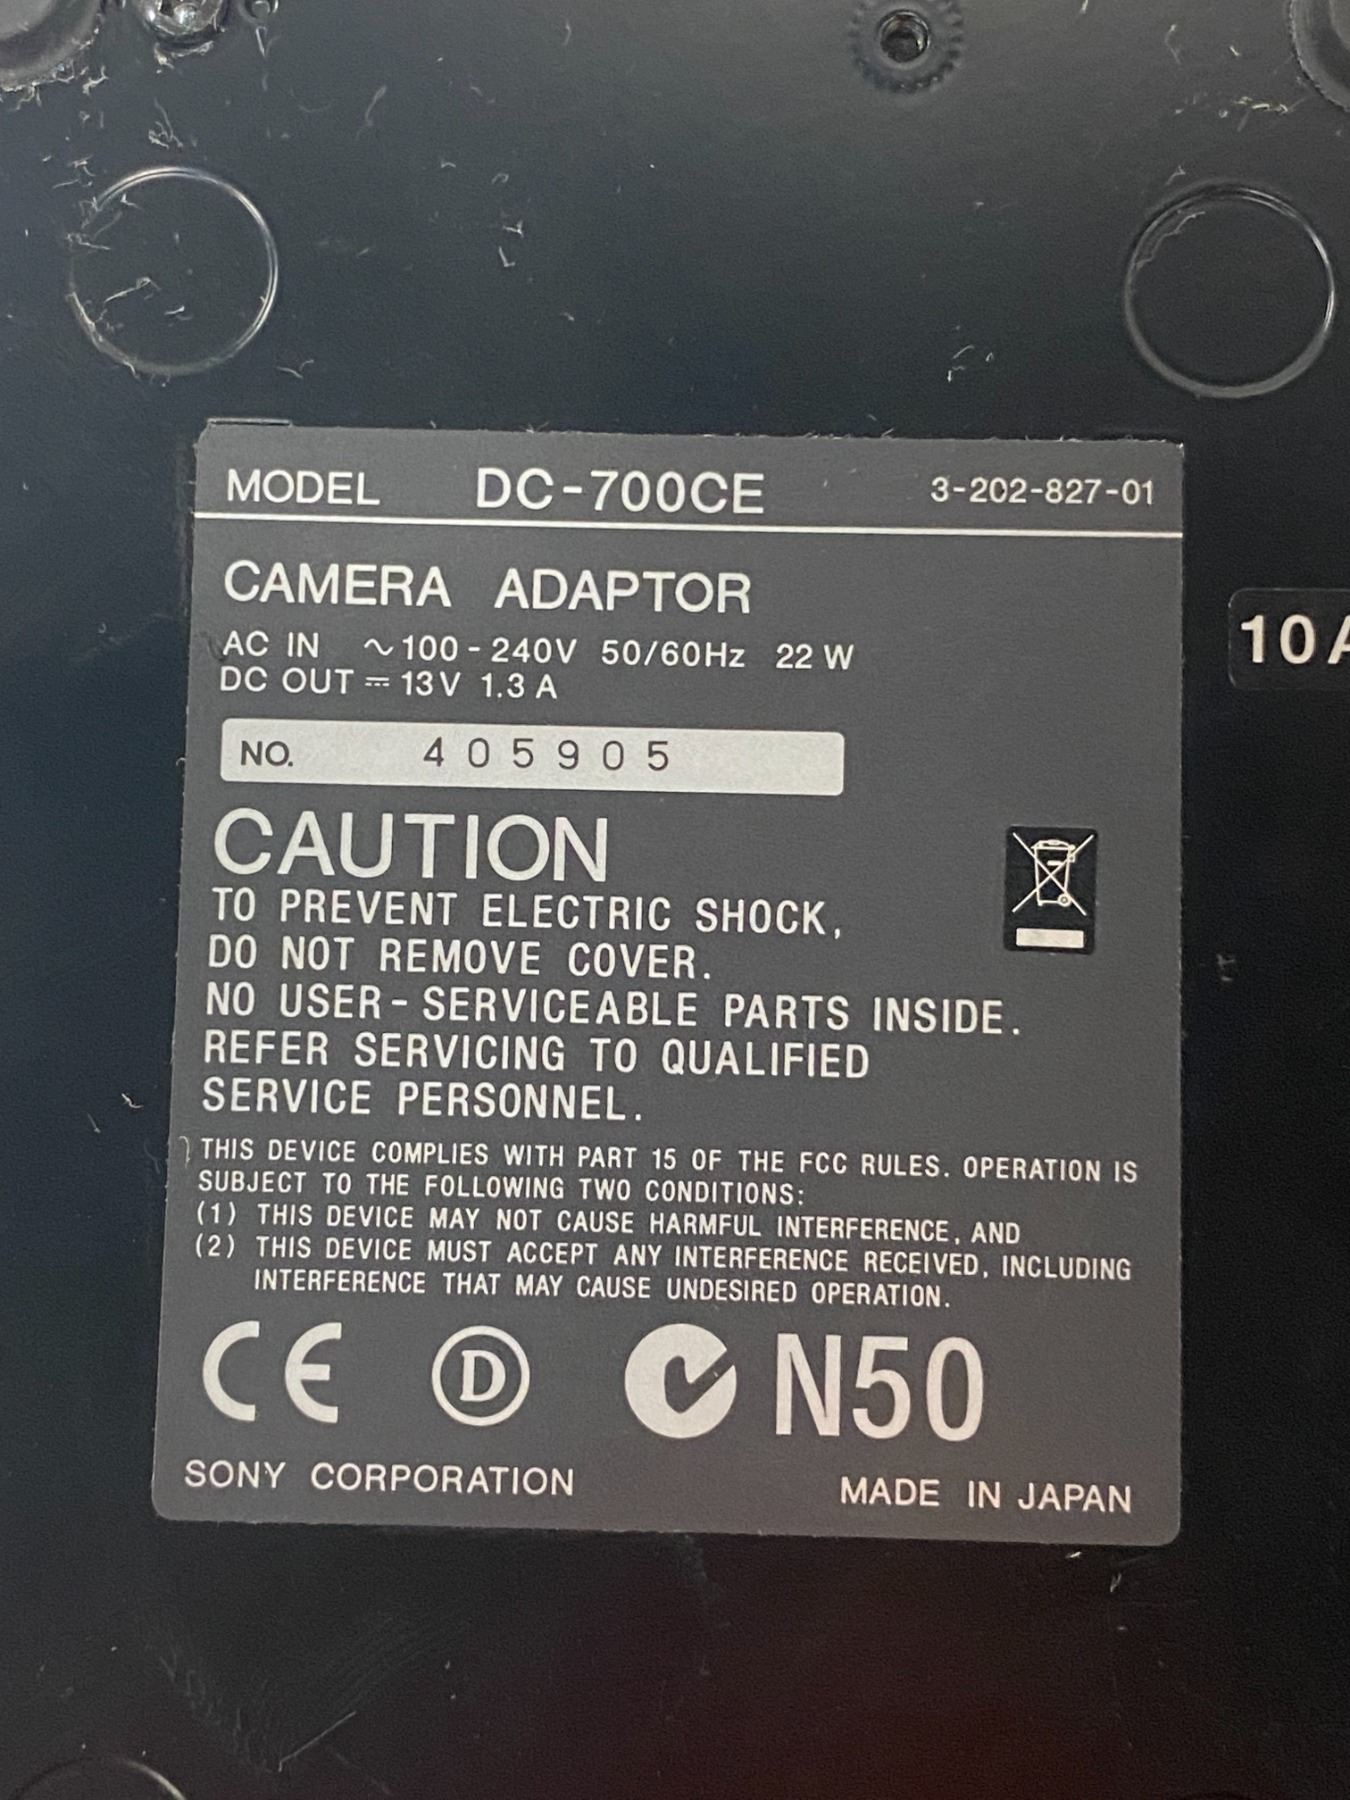 MODEL DC-700CE 3-202-827-01
CAMERA ADAPTOR
AC IN ~100-240V 50/60Hz 22 W
DC OUT ⎓ 13V 1.3 A
NO. 405905
CAUTION
TO PREVENT ELECTRIC SHOCK,
DO NOT REMOVE COVER.
NO USER-SERVICEABLE PARTS INSIDE.
REFER SERVICING TO QUALIFIED
SERVICE PERSONNEL.
THIS DEVICE COMPLIES WITH PART 15 OF THE FCC RULES. OPERATION IS
SUBJECT TO THE FOLLOWING TWO CONDITIONS:
(1) THIS DEVICE MAY NOT CAUSE HARMFUL INTERFERENCE, AND
(2) THIS DEVICE MUST ACCEPT ANY INTERFERENCE RECEIVED, INCLUDING
INTERFERENCE THAT MAY CAUSE UNDESIRED OPERATION.
CE D N50
SONY CORPORATION MADE IN JAPAN
10A